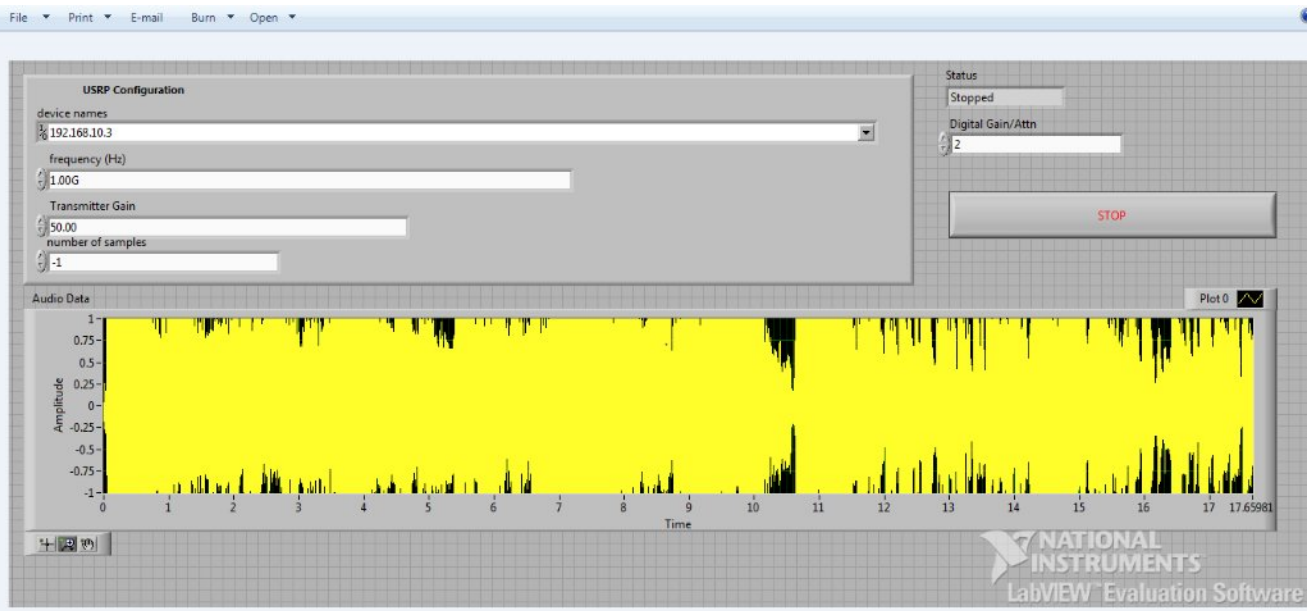 File Print E-mail Burn Open
USRP Configuration
device names
192.168.10.3
frequency (Hz)
1.00G
Transmitter Gain
50.00
number of samples
-1
Status
Stopped
Digital Gain/Attn
2
STOP
Audio Data
Plot 0
1
0.75
0.5
0.25
0
-0.25
-0.5
-0.75
-1
Amplitude
0 1 2 3 4 5 6 7 8 9 10 11 12 13 14 15 16 17 17.65981
Time
NATIONAL
INSTRUMENTS
LabVIEW™ Evaluation Software